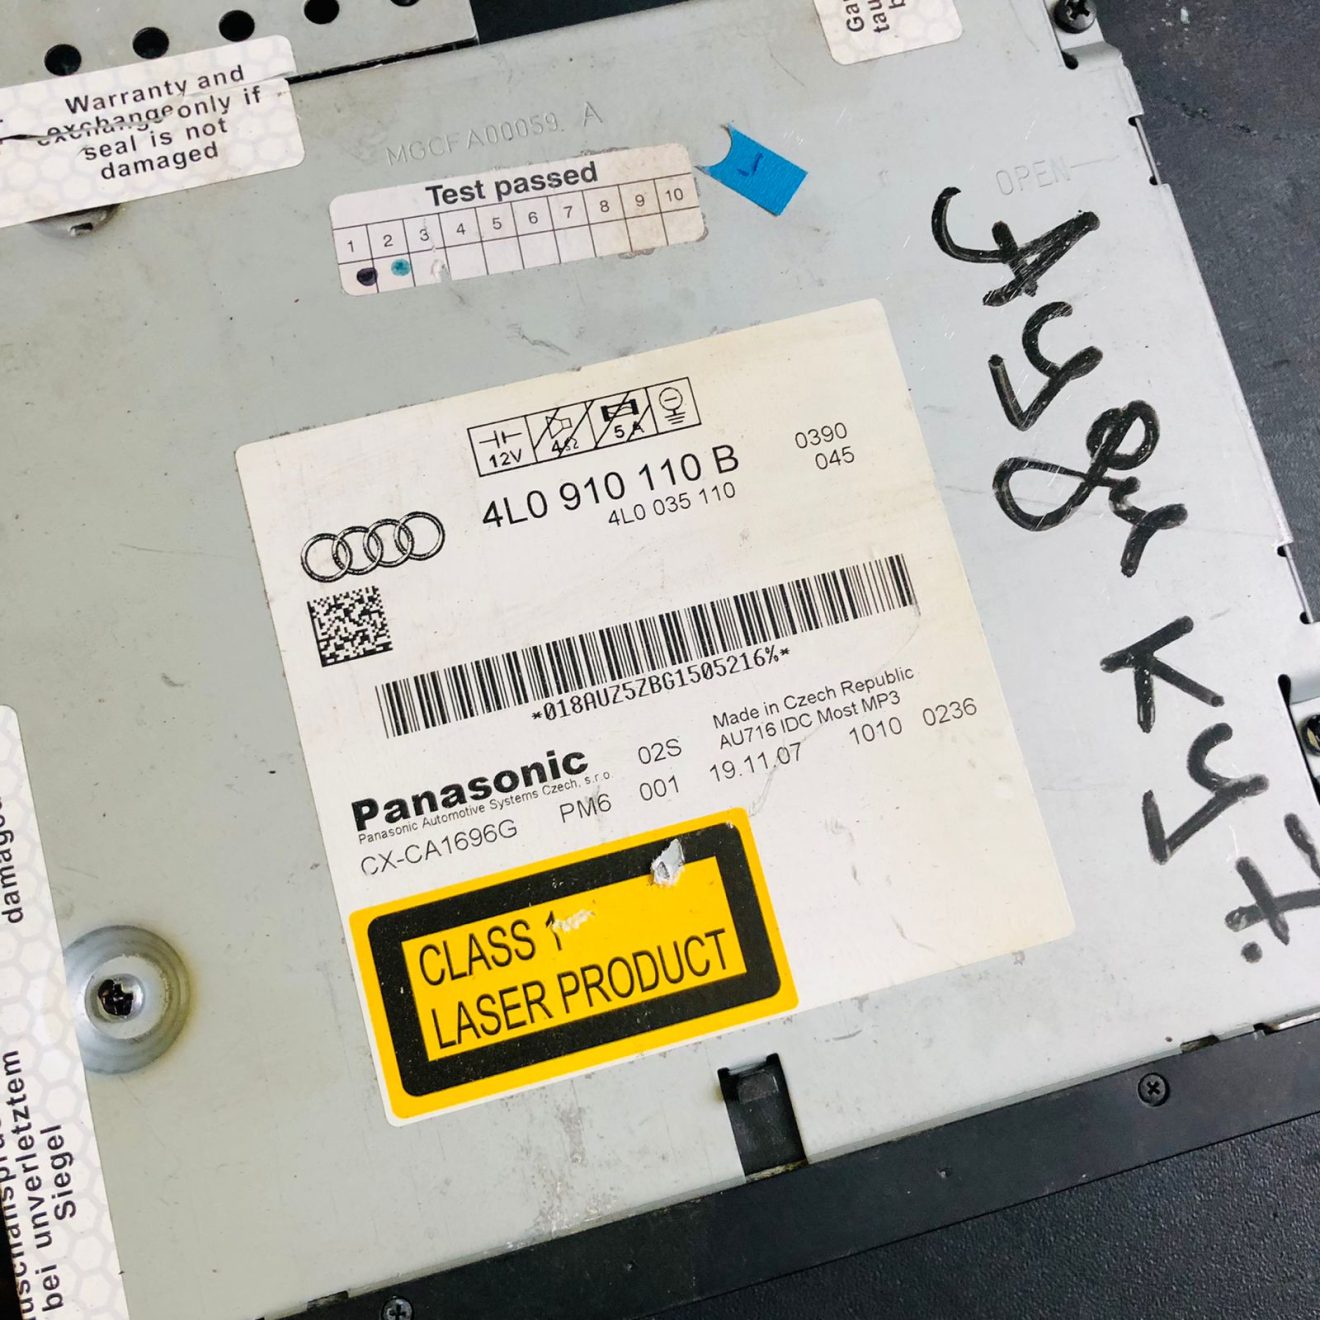 Warranty and
exchange only if
seal is not
damaged
MGCFA00059 A
OPEN
Test passed
1 2 3 4 5 6 7 8 9 10
12V 4Ω 5A
4L0 910 110 B
4L0 035 110
0390
045
*018AUZ5ZBG1505216%*
Made in Czech Republic
AU716 IDC Most MP3
Panasonic
Panasonic Automotive Systems Czech, s.r.o.
02S
19.11.07 1010 0236
CX-CA1696G PM6 001
CLASS 1
LASER PRODUCT
damaged
bei unverletztem
Siegel